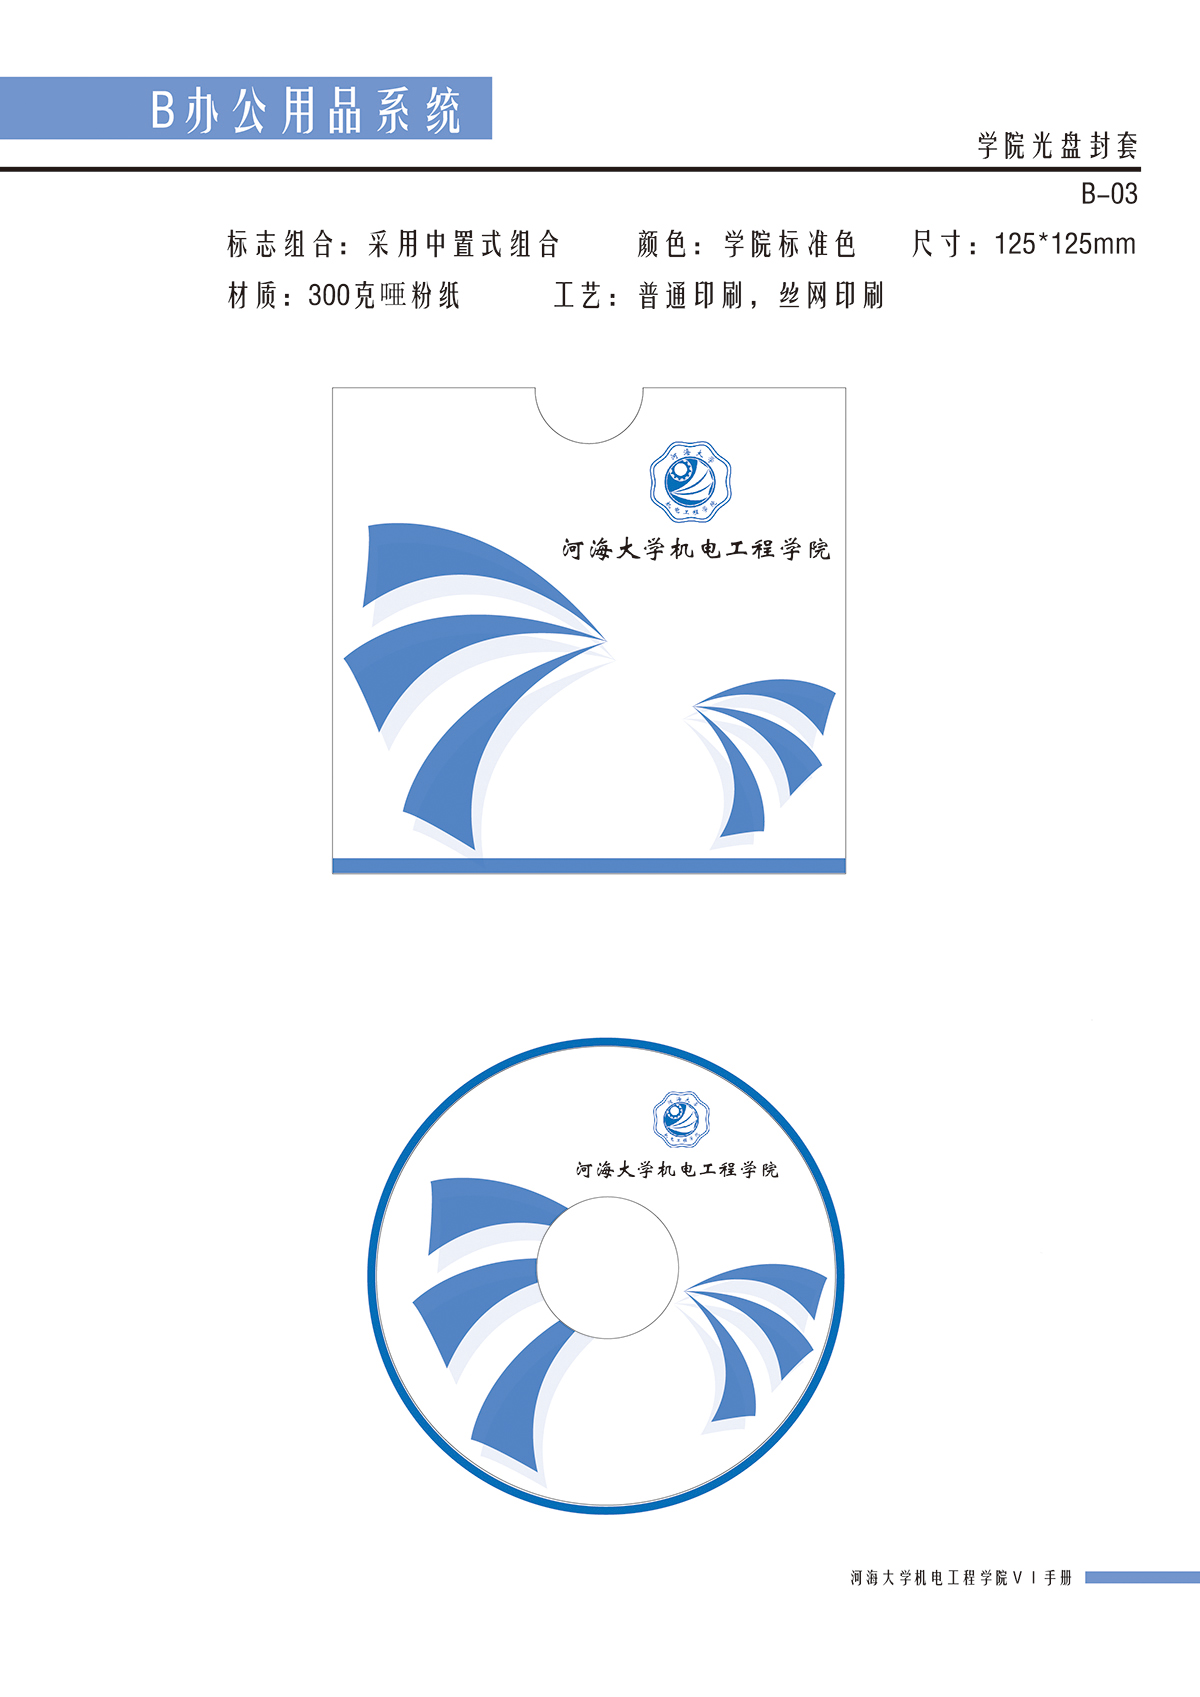 B办公用品系统
学院光盘封套
B-03
标志组合：采用中置式组合 颜色：学院标准色 尺寸：125*125mm
材质：300克哑粉纸 工艺：普通印刷，丝网印刷
河海大学
机电工程学院
河海大学机电工程学院
河海大学
机电工程学院
河海大学机电工程学院
河海大学机电工程学院VI手册